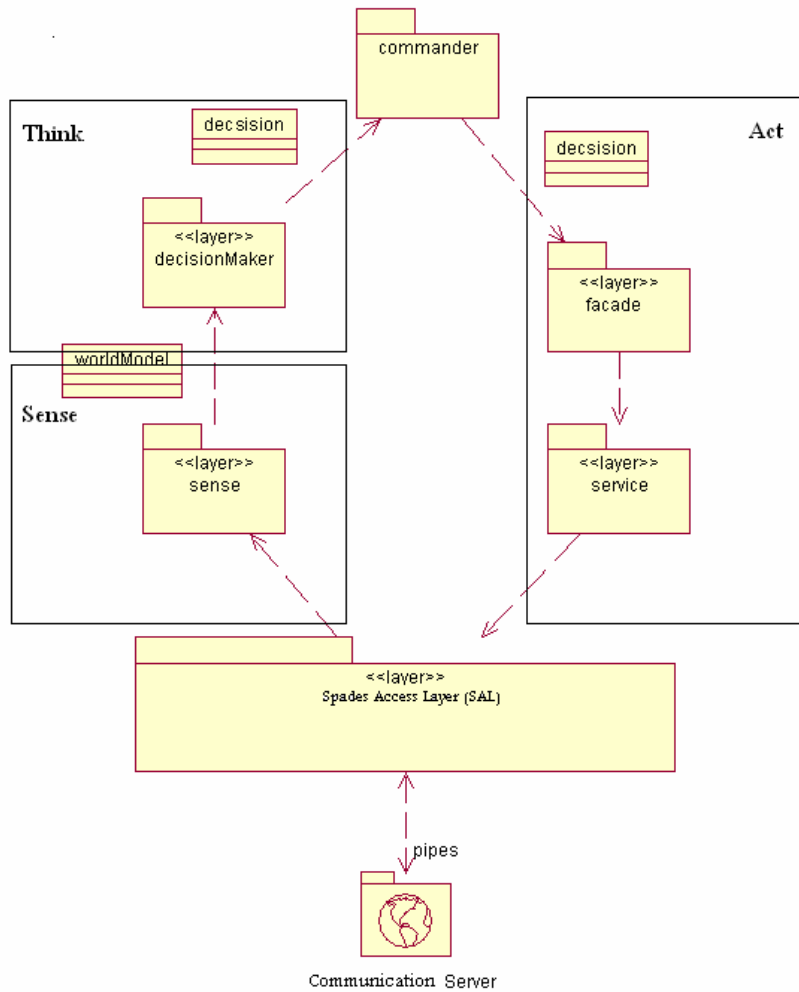 commander
Think
decsision
Act
decsision
<<layer>>
decisionMaker
<<layer>>
facade
worldModel
Sense
<<layer>>
sense
<<layer>>
service
<<layer>>
Spades Access Layer (SAL)
pipes
Communication Server